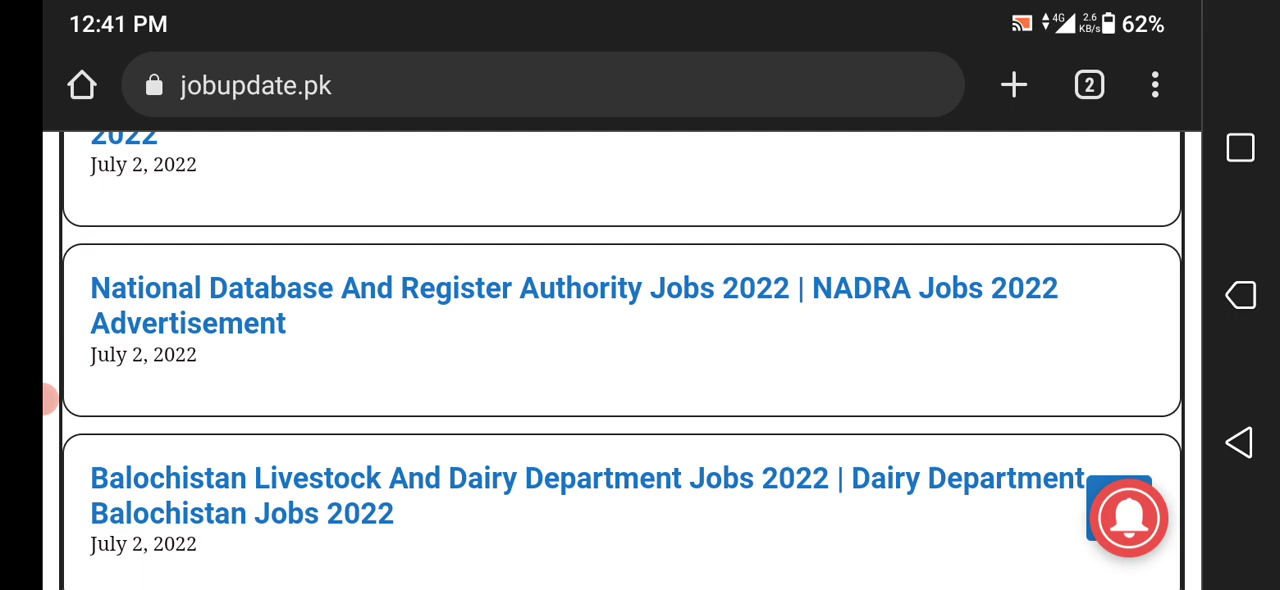 12:41 PM
4G 2.6 KB/s 62%
jobupdate.pk
2
2022
July 2, 2022
National Database And Register Authority Jobs 2022 | NADRA Jobs 2022
Advertisement
July 2, 2022
Balochistan Livestock And Dairy Department Jobs 2022 | Dairy Department
Balochistan Jobs 2022
July 2, 2022